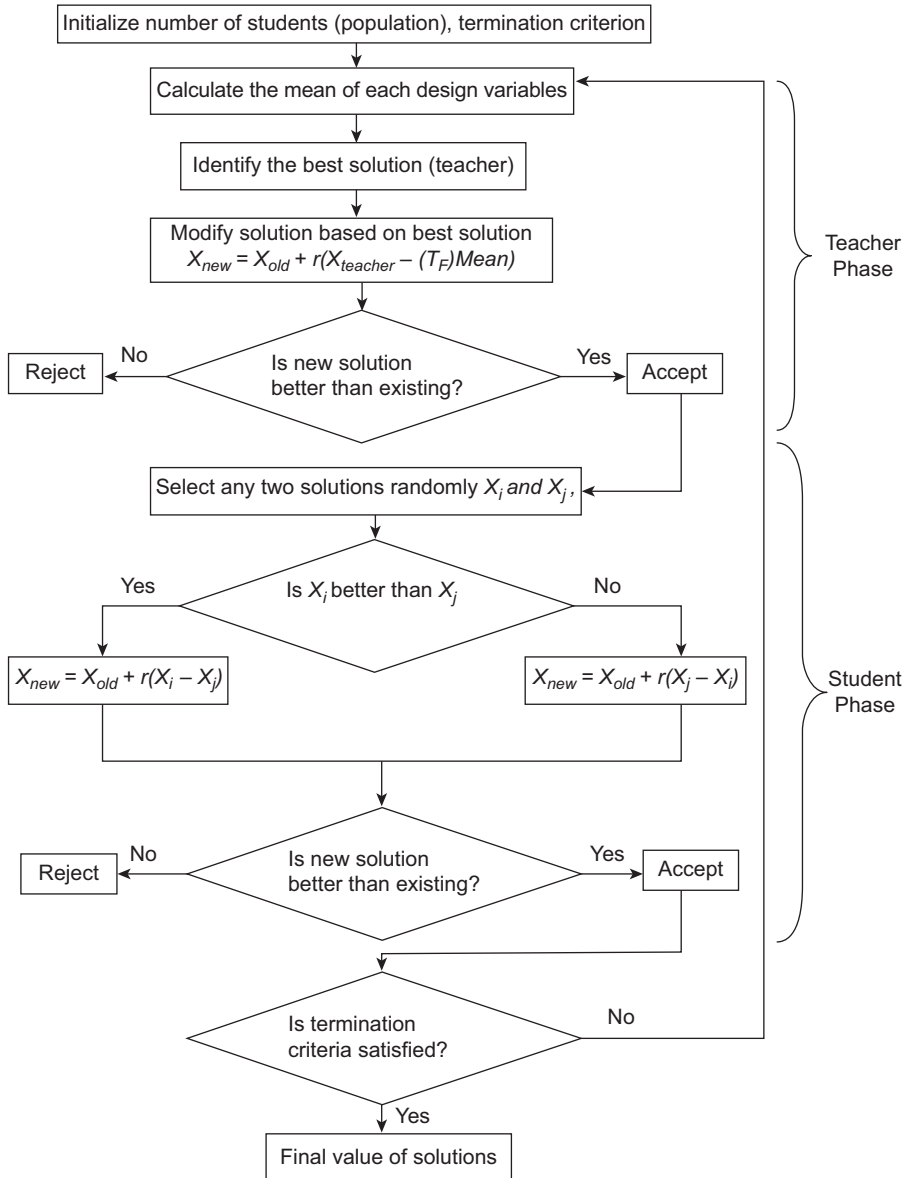 Initialize number of students (population), termination criterion
Calculate the mean of each design variables
Identify the best solution (teacher)
Modify solution based on best solution
X_new = X_old + r(X_teacher – (T_F)Mean)
Teacher
Phase
No
Is new solution
better than existing?
Yes
Reject
Accept
Select any two solutions randomly X_i and X_j ,
Yes
Is X_i better than X_j
No
X_new = X_old + r(X_i – X_j)
X_new = X_old + r(X_j – X_i)
Student
Phase
No
Is new solution
better than existing?
Yes
Reject
Accept
Is termination
criteria satisfied?
No
Yes
Final value of solutions